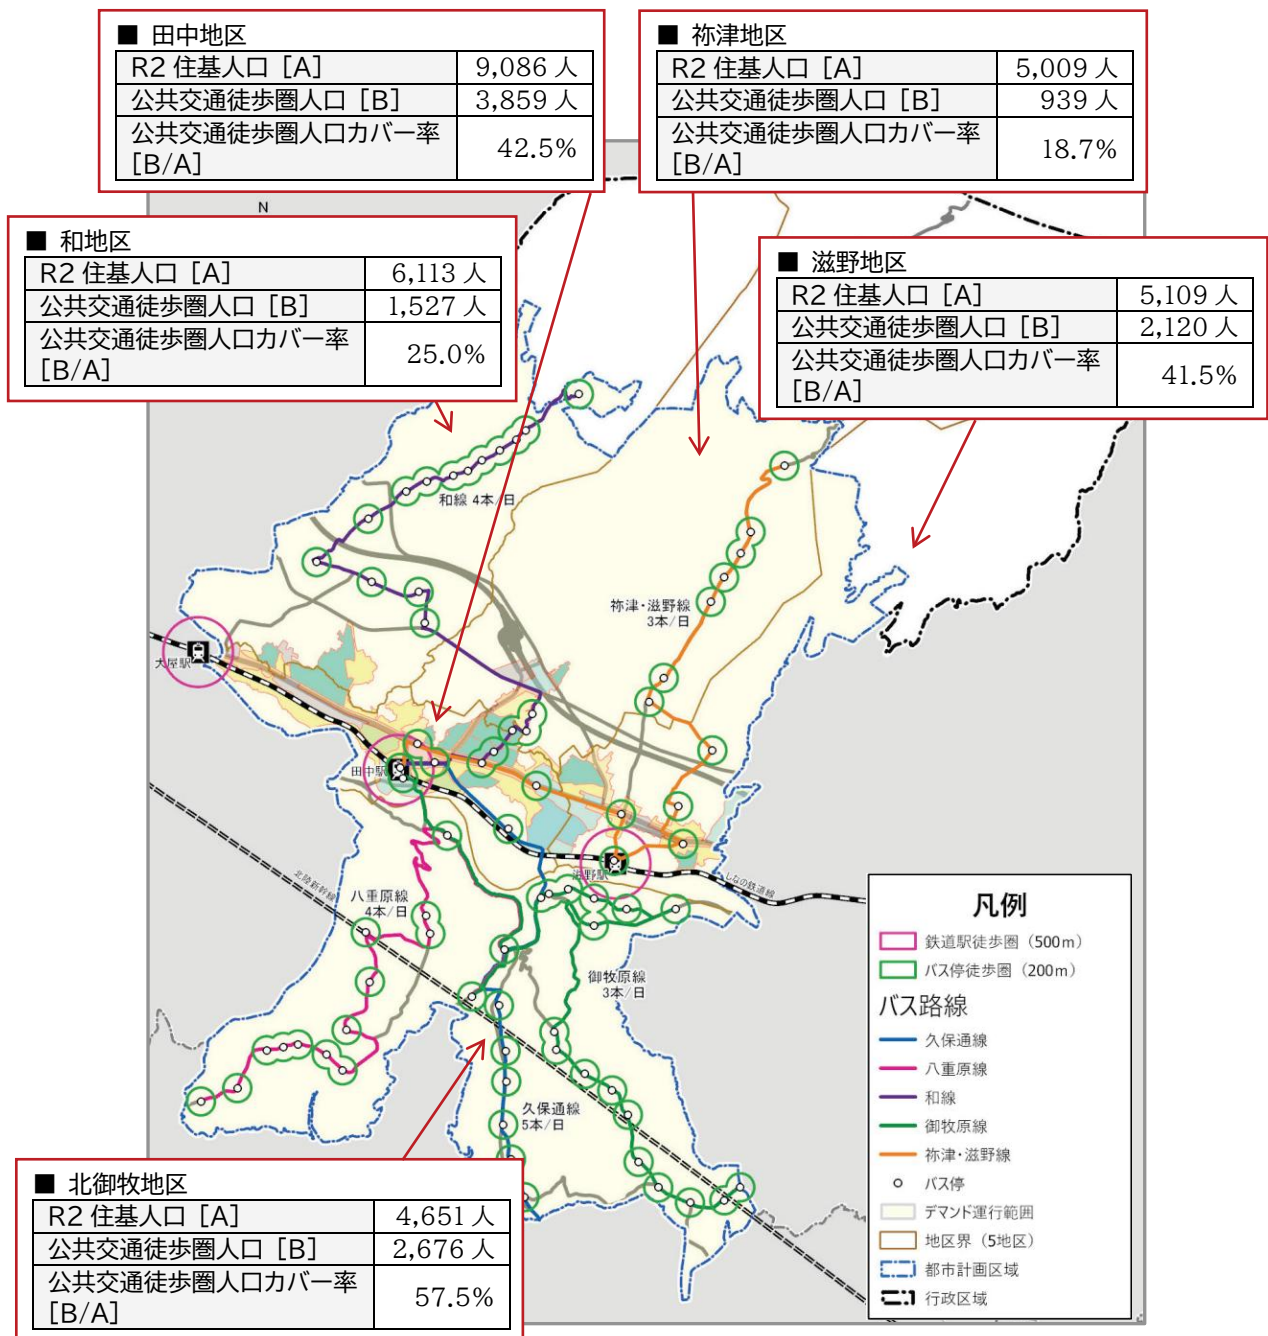 ■ 田中地区
R2 住基人口［A］ 9,086 人
公共交通徒歩圏人口［B］ 3,859 人
公共交通徒歩圏人口カバー率
［B/A］ 42.5%
■ 祢津地区
R2 住基人口［A］ 5,009 人
公共交通徒歩圏人口［B］ 939 人
公共交通徒歩圏人口カバー率
［B/A］ 18.7%
N
■ 和地区
R2 住基人口［A］ 6,113 人
公共交通徒歩圏人口［B］ 1,527 人
公共交通徒歩圏人口カバー率
［B/A］ 25.0%
■ 滋野地区
R2 住基人口［A］ 5,109 人
公共交通徒歩圏人口［B］ 2,120 人
公共交通徒歩圏人口カバー率
［B/A］ 41.5%
和線 4本/日
祢津・滋野線
3本/日
大屋駅
田中駅
滋野駅
しなの鉄道線
北陸新幹線
八重原線
4本/日
御牧原線
3本/日
久保通線
5本/日
凡例
鉄道駅徒歩圏（500m）
バス停徒歩圏（200m）
バス路線
久保通線
八重原線
和線
御牧原線
祢津・滋野線
バス停
デマンド運行範囲
地区界（5地区）
都市計画区域
行政区域
■ 北御牧地区
R2 住基人口［A］ 4,651 人
公共交通徒歩圏人口［B］ 2,676 人
公共交通徒歩圏人口カバー率
［B/A］ 57.5%